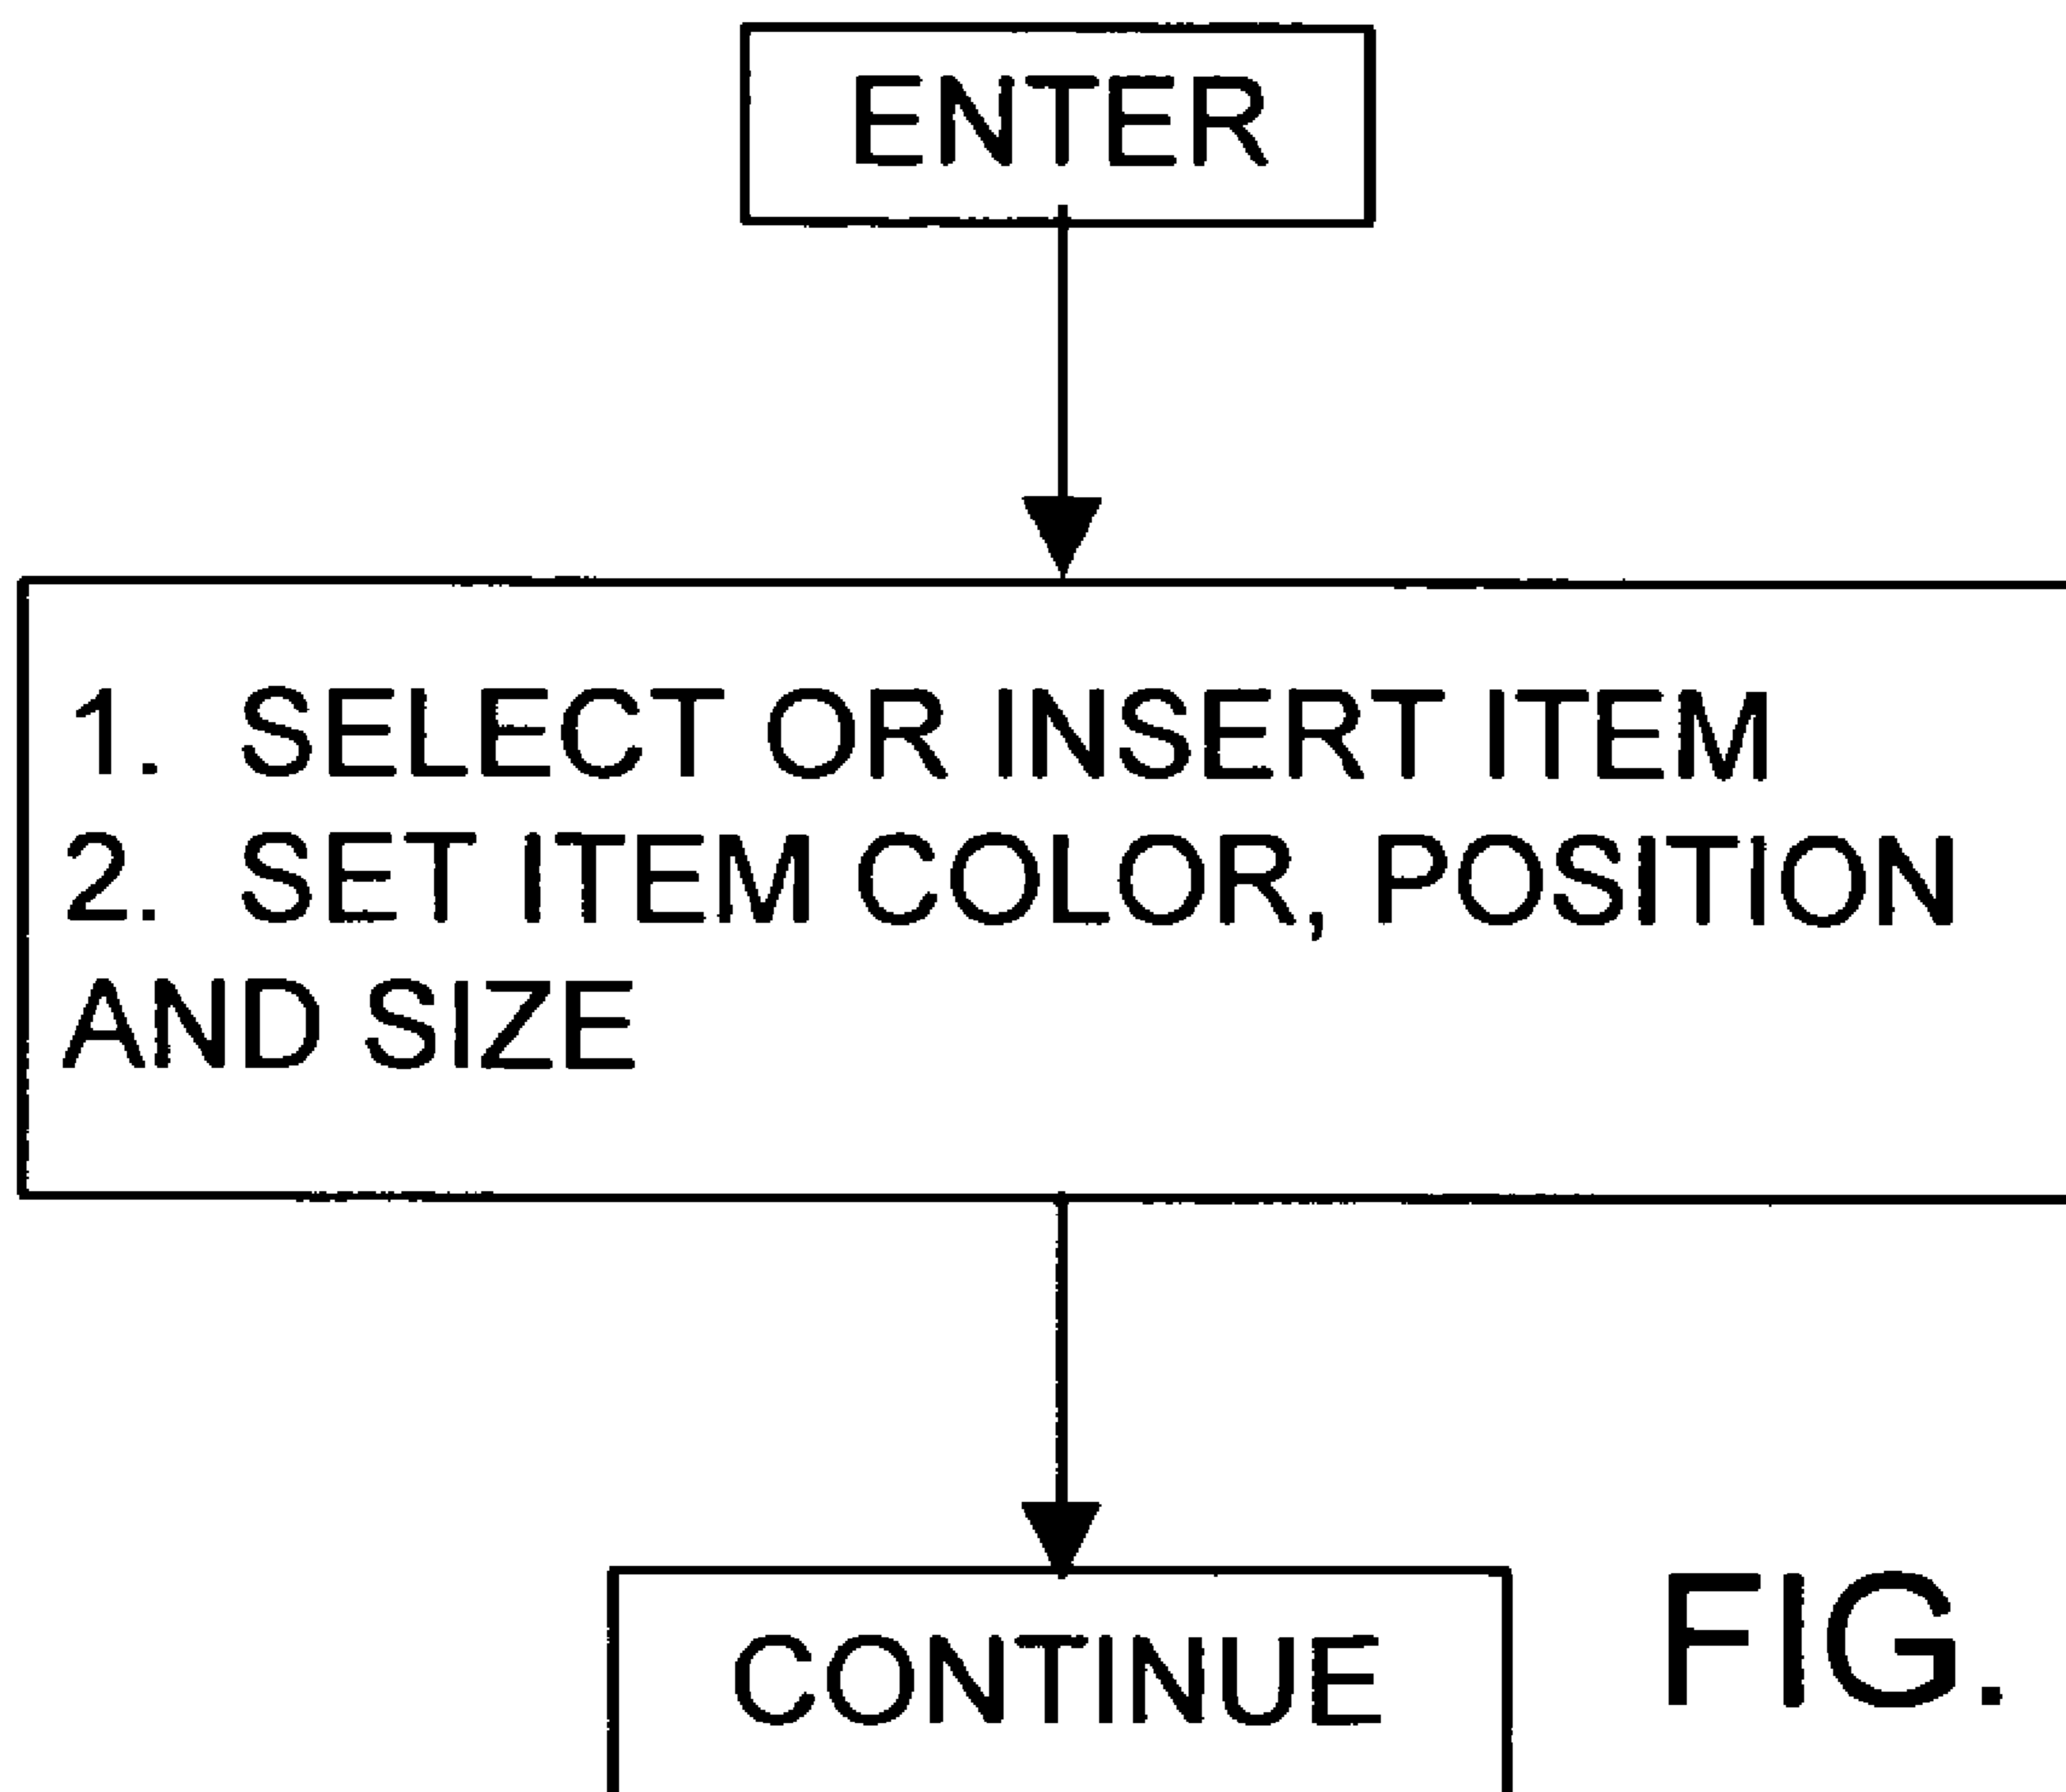 ENTER
1. SELECT OR INSERT ITEM
2. SET ITEM COLOR, POSITION
AND SIZE
CONTINUE
FIG.